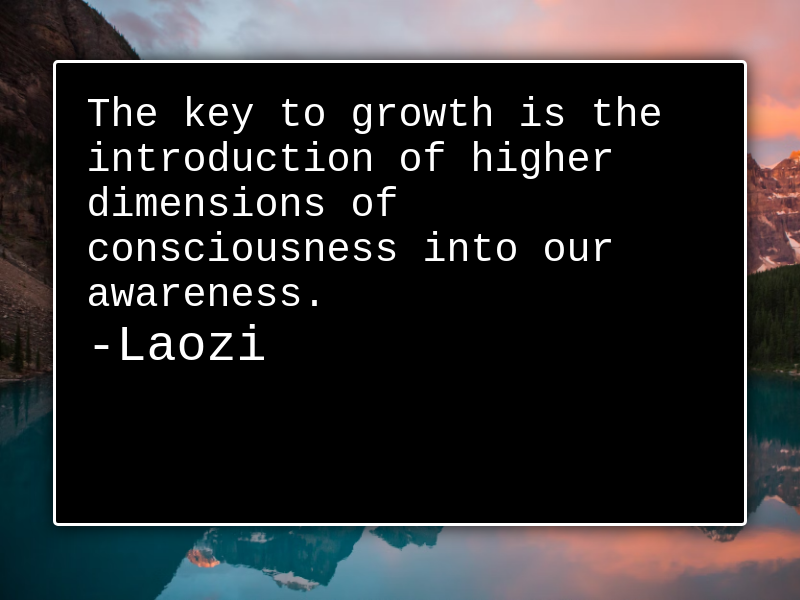 The key to growth is the
introduction of higher
dimensions of
consciousness into our
awareness.
-Laozi